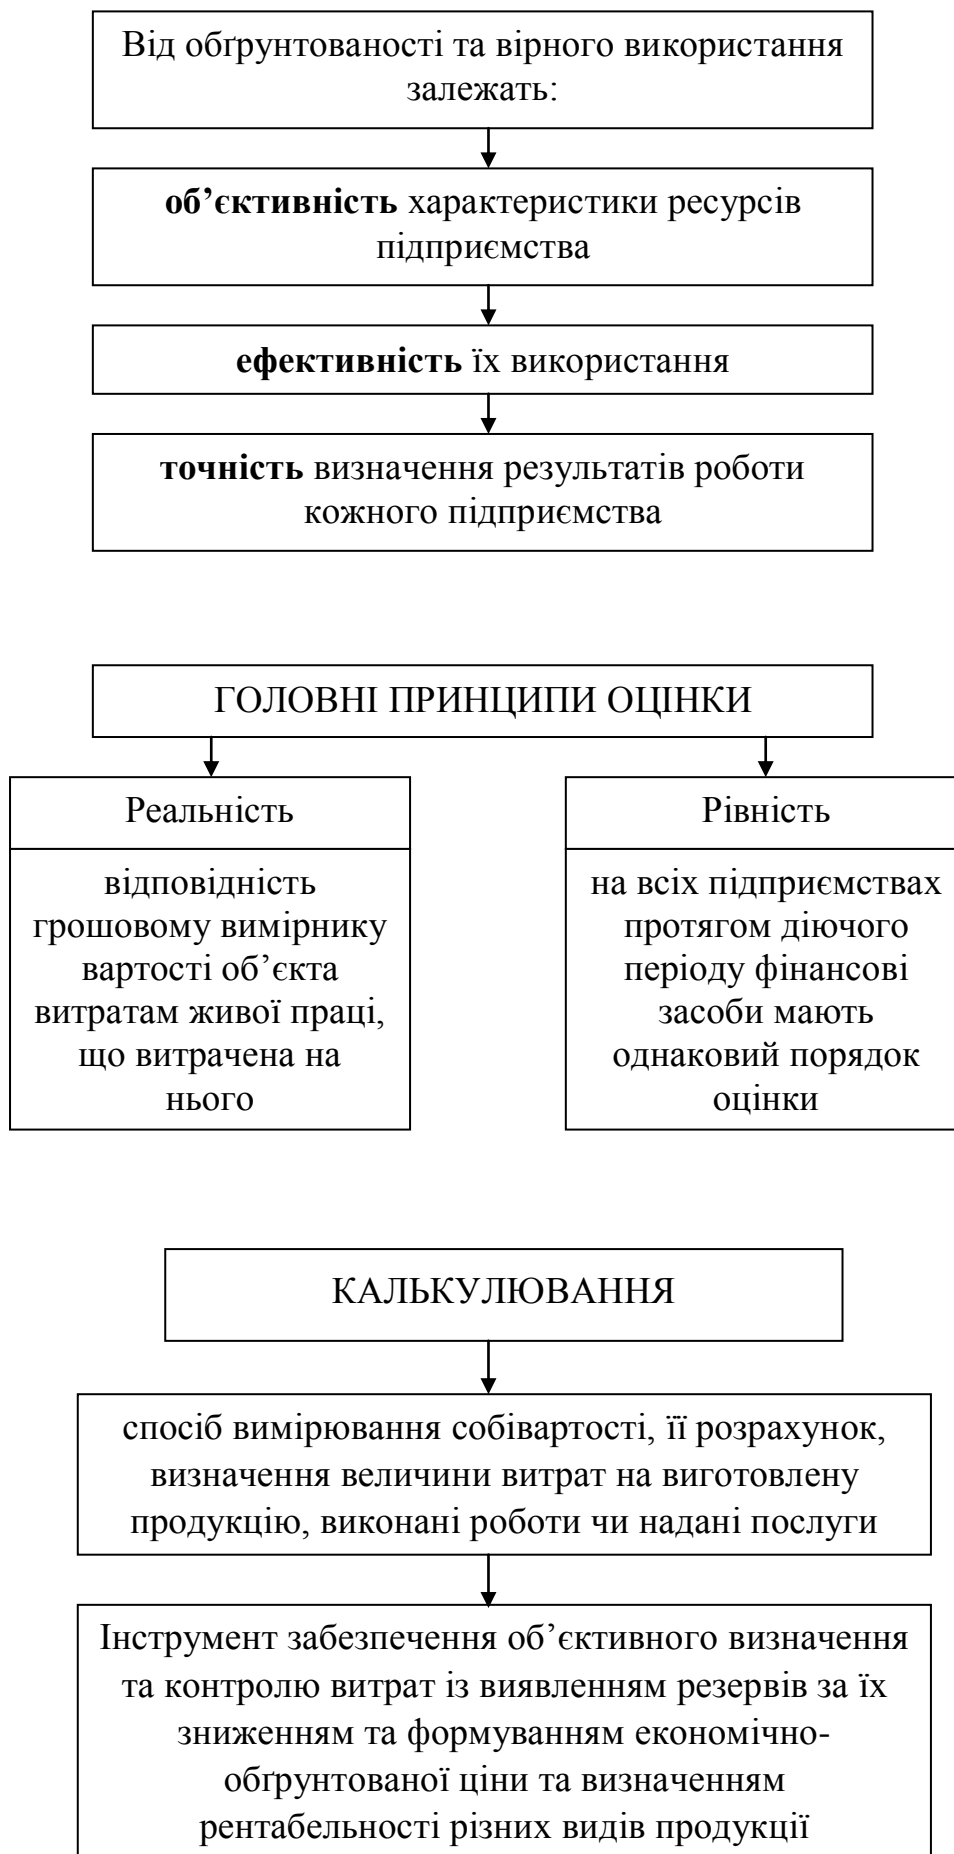 Від обґрунтованості та вірного використання
залежать:
об’єктивність характеристики ресурсів
підприємства
ефективність їх використання
точність визначення результатів роботи
кожного підприємства
ГОЛОВНІ ПРИНЦИПИ ОЦІНКИ
Реальність
відповідність
грошовому вимірнику
вартості об’єкта
витратам живої праці,
що витрачена на
нього
Рівність
на всіх підприємствах
протягом діючого
періоду фінансові
засоби мають
однаковий порядок
оцінки
КАЛЬКУЛЮВАННЯ
спосіб вимірювання собівартості, її розрахунок,
визначення величини витрат на виготовлену
продукцію, виконані роботи чи надані послуги
Інструмент забезпечення об’єктивного визначення
та контролю витрат із виявленням резервів за їх
зниженням та формуванням економічно-
обґрунтованої ціни та визначенням
рентабельності різних видів продукції